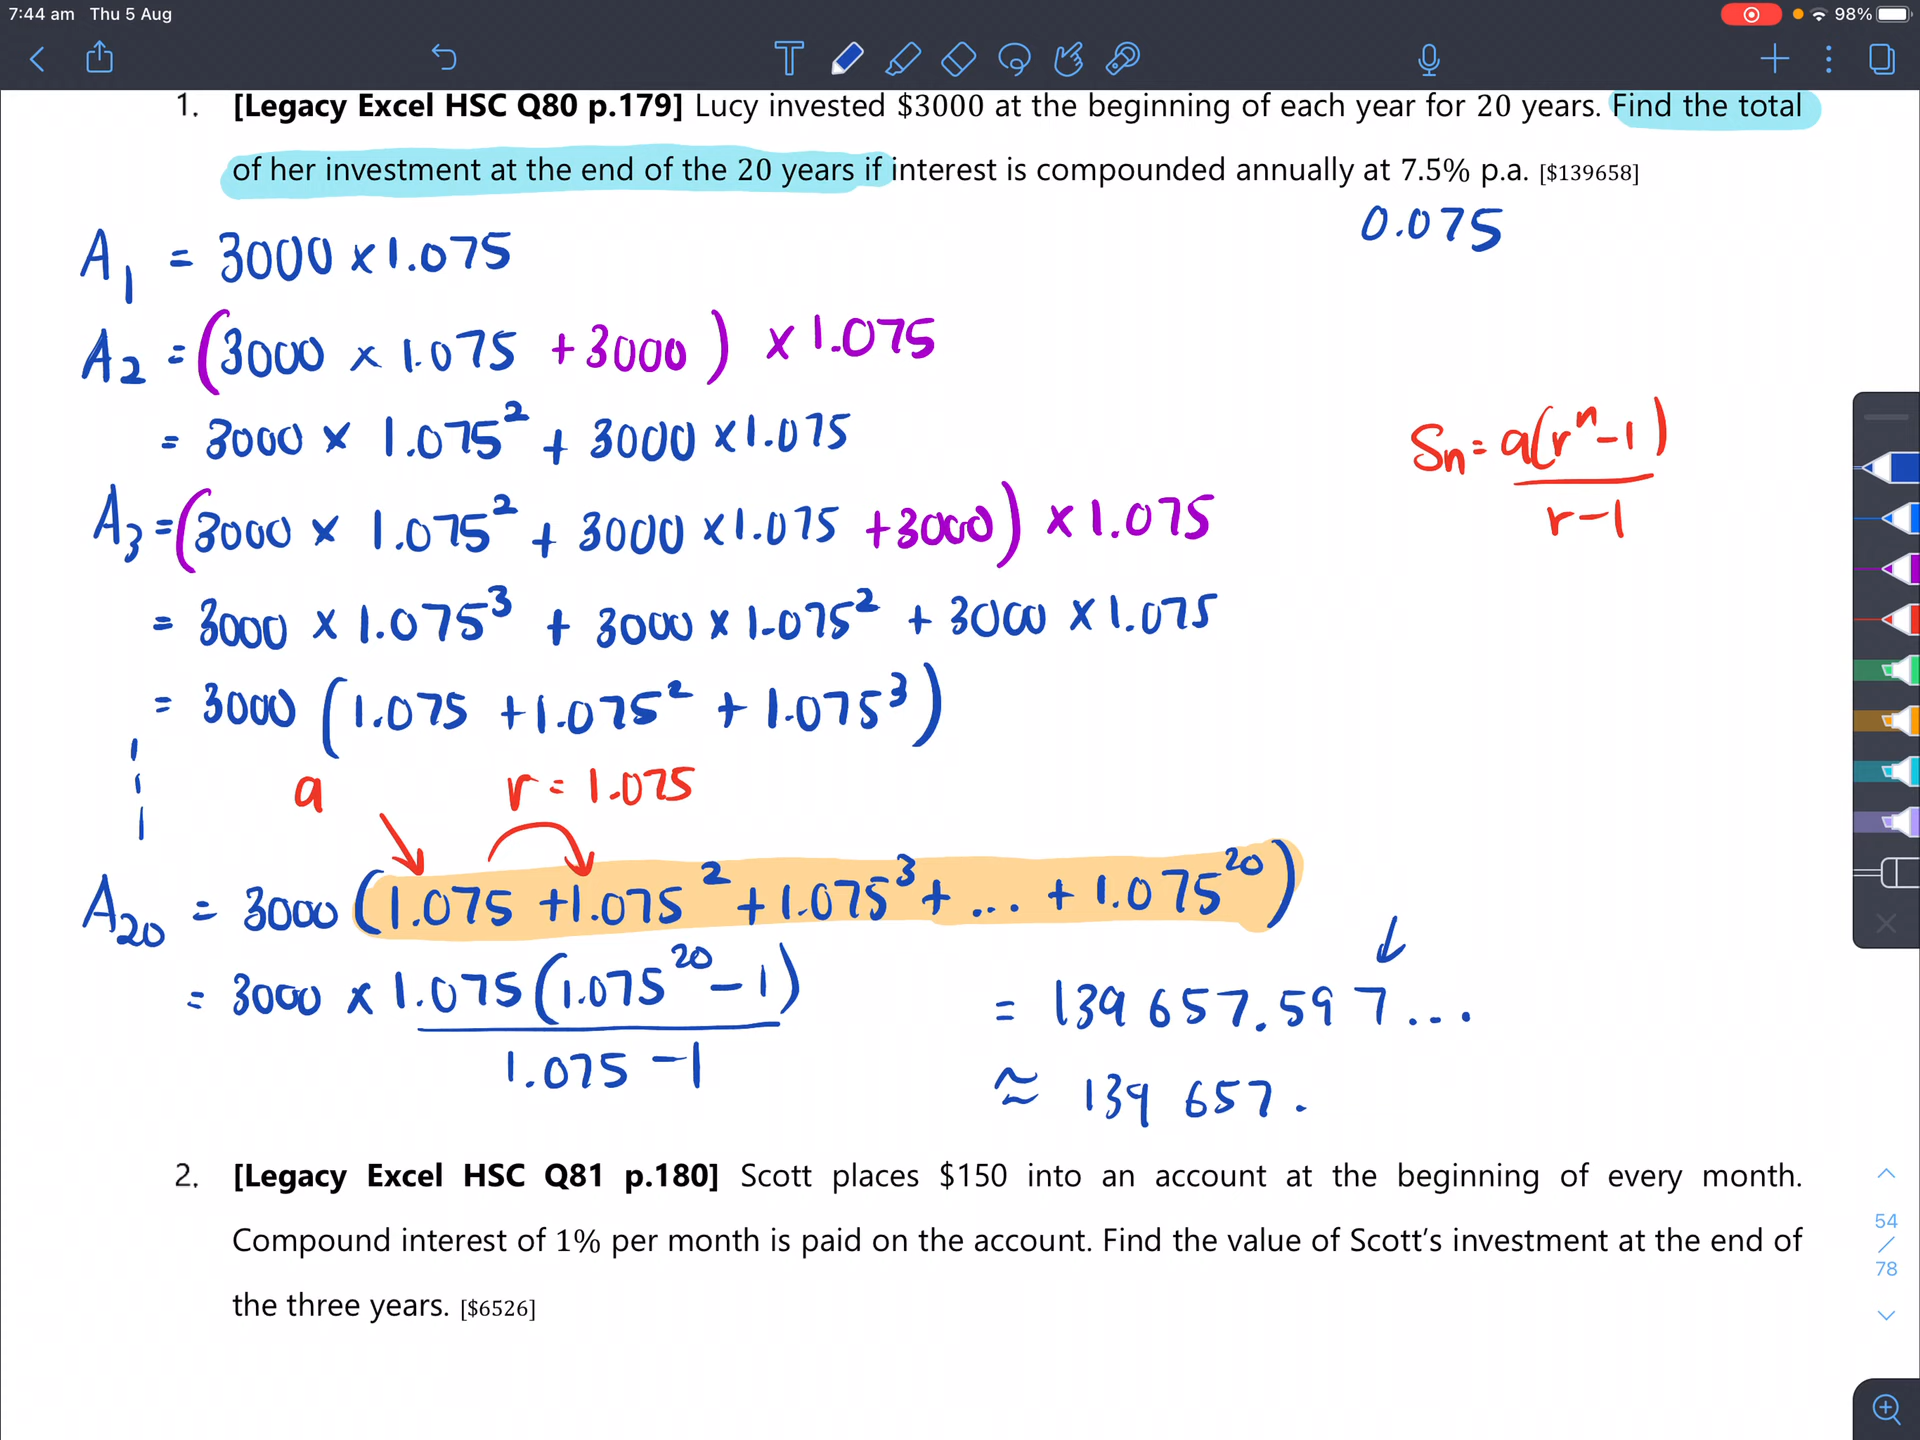 7:44 am Thu 5 Aug 98%
1. [Legacy Excel HSC Q80 p.179] Lucy invested $3000 at the beginning of each year for 20 years. Find the total
of her investment at the end of the 20 years if interest is compounded annually at 7.5% p.a. [$139658]
0.075
A₁ = 3000 × 1.075
A₂ = (3000 × 1.075 + 3000) × 1.075
= 3000 × 1.075² + 3000 × 1.075
Sn = a(rⁿ − 1) / r − 1
A₃ = (3000 × 1.075² + 3000 × 1.075 + 3000) × 1.075
= 3000 × 1.075³ + 3000 × 1.075² + 3000 × 1.075
= 3000 (1.075 + 1.075² + 1.075³)
a r = 1.075
A₂₀ = 3000 (1.075 + 1.075² + 1.075³ + ... + 1.075²⁰)
= 3000 × 1.075(1.075²⁰ − 1) / 1.075 − 1
= 139 657.597...
≈ 139 657.
2. [Legacy Excel HSC Q81 p.180] Scott places $150 into an account at the beginning of every month.
Compound interest of 1% per month is paid on the account. Find the value of Scott's investment at the end of
the three years. [$6526]
54
/
78